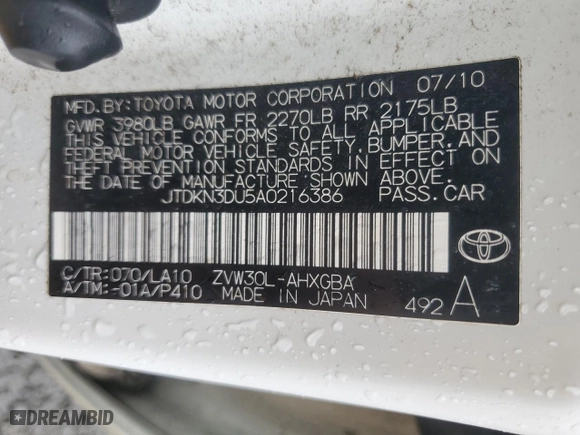 MFD.BY:TOYOTA MOTOR CORPORATION 07/10
GVWR 3980LB GAWR FR 2270LB RR 2175LB
THIS VEHICLE CONFORMS TO ALL APPLICABLE
FEDERAL MOTOR VEHICLE SAFETY,BUMPER,AND
THEFT PREVENTION STANDARDS IN EFFECT ON
THE DATE OF MANUFACTURE SHOWN ABOVE.
JTDKN3DU5A0216386 PASS.CAR
C/TR:070/LA10 ZVW30L-AHXGBA
A/TM:-01A/P410 MADE IN JAPAN
492 A
DREAMBID